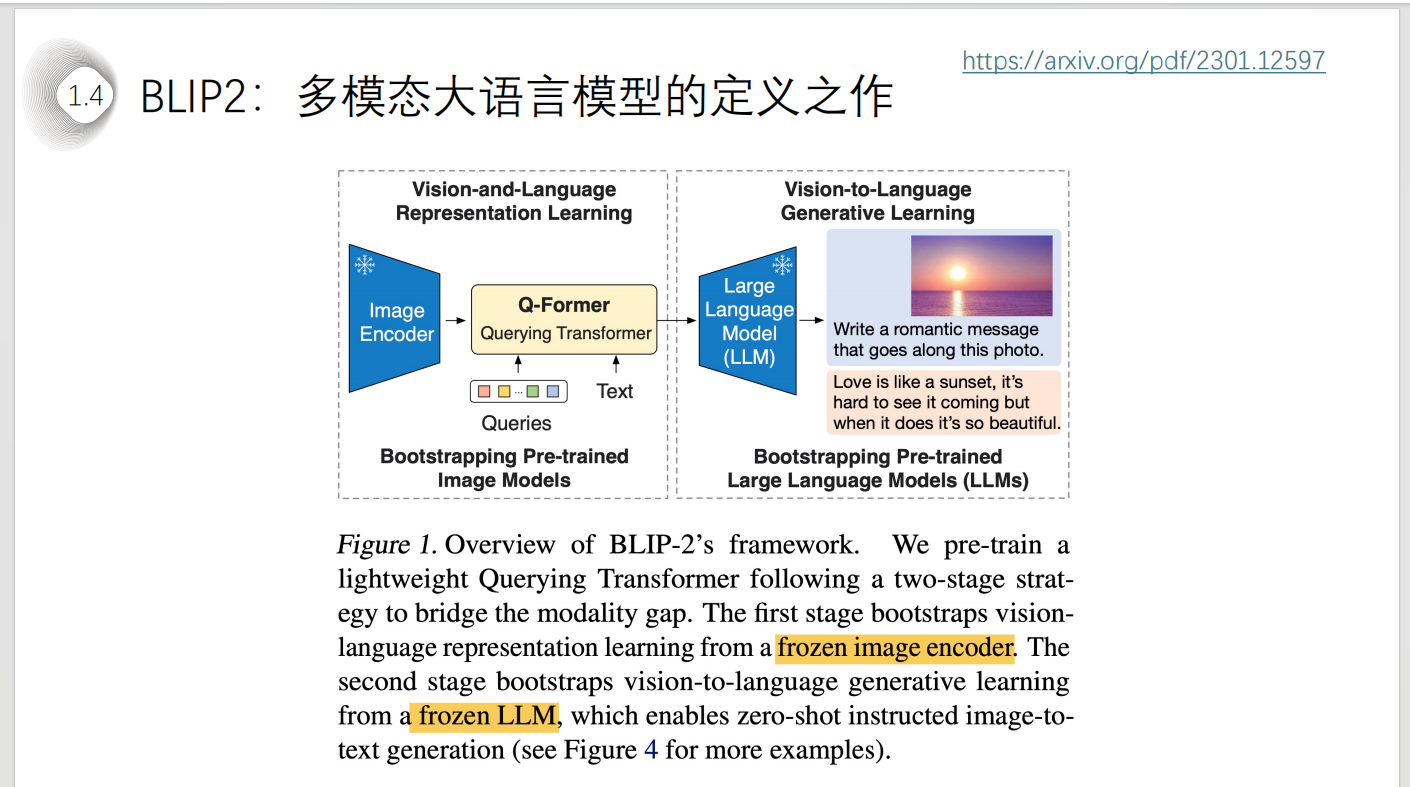 https://arxiv.org/pdf/2301.12597
1.4
BLIP2：多模态大语言模型的定义之作
Vision-and-Language
Representation Learning
Image
Encoder
Q-Former
Querying Transformer
...
Queries
Text
Bootstrapping Pre-trained
Image Models
Vision-to-Language
Generative Learning
Large
Language
Model
(LLM)
Write a romantic message
that goes along this photo.
Love is like a sunset, it's
hard to see it coming but
when it does it's so beautiful.
Bootstrapping Pre-trained
Large Language Models (LLMs)
Figure 1. Overview of BLIP-2's framework. We pre-train a
lightweight Querying Transformer following a two-stage strat-
egy to bridge the modality gap. The first stage bootstraps vision-
language representation learning from a frozen image encoder. The
second stage bootstraps vision-to-language generative learning
from a frozen LLM, which enables zero-shot instructed image-to-
text generation (see Figure 4 for more examples).